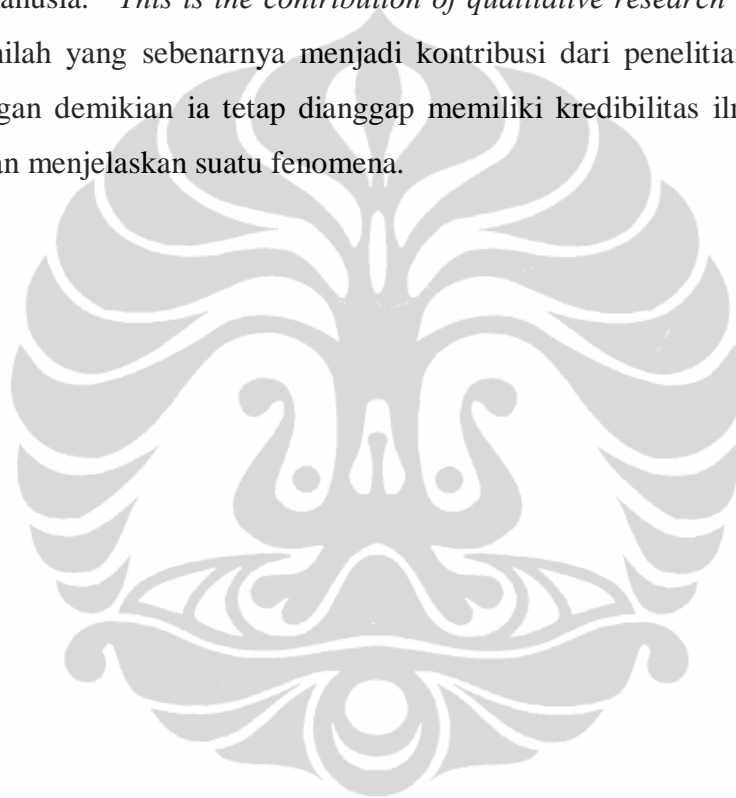 anusia. "This is the contribution of qualitative research
nilah yang sebenarnya menjadi kontribusi dari penelitian
gan demikian ia tetap dianggap memiliki kredibilitas
an menjelaskan suatu fenomena.